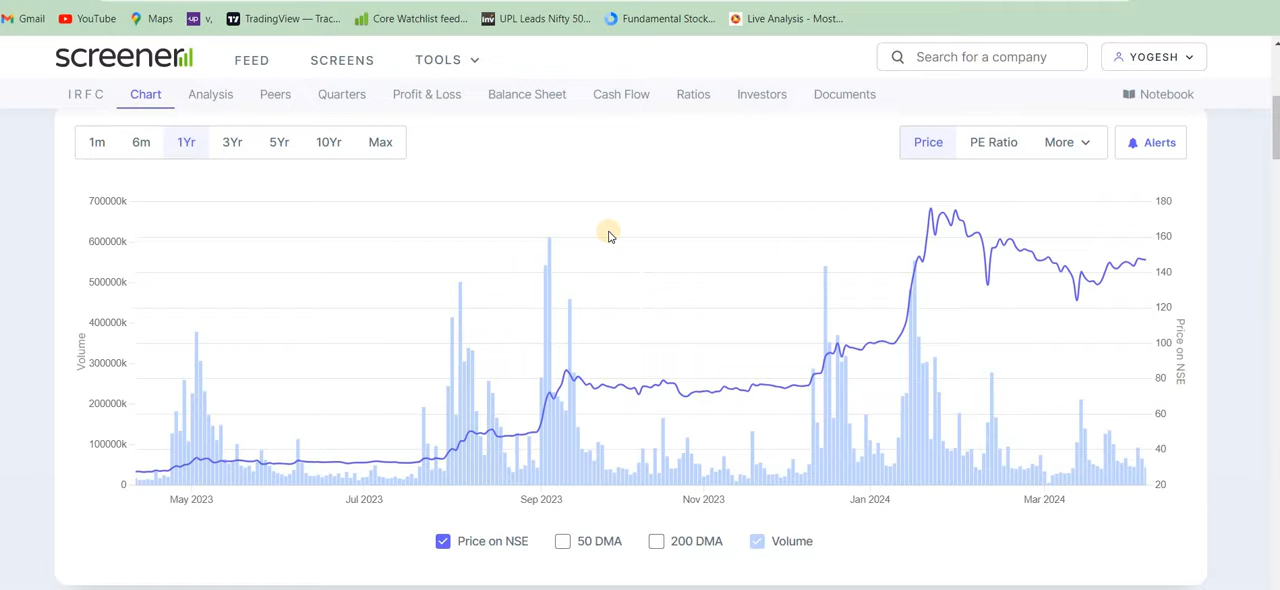 Gmail YouTube Maps v, TradingView — Trac... Core Watchlist feed... UPL Leads Nifty 50... Fundamental Stock... Live Analysis - Most...
screener FEED SCREENS TOOLS Search for a company YOGESH
I R F C Chart Analysis Peers Quarters Profit & Loss Balance Sheet Cash Flow Ratios Investors Documents Notebook
1m 6m 1Yr 3Yr 5Yr 10Yr Max Price PE Ratio More Alerts
700000k 180
600000k 160
500000k 140
400000k 120
300000k 100
200000k 80
100000k 60
0 40
20
Volume
Price on NSE
May 2023 Jul 2023 Sep 2023 Nov 2023 Jan 2024 Mar 2024
Price on NSE 50 DMA 200 DMA Volume